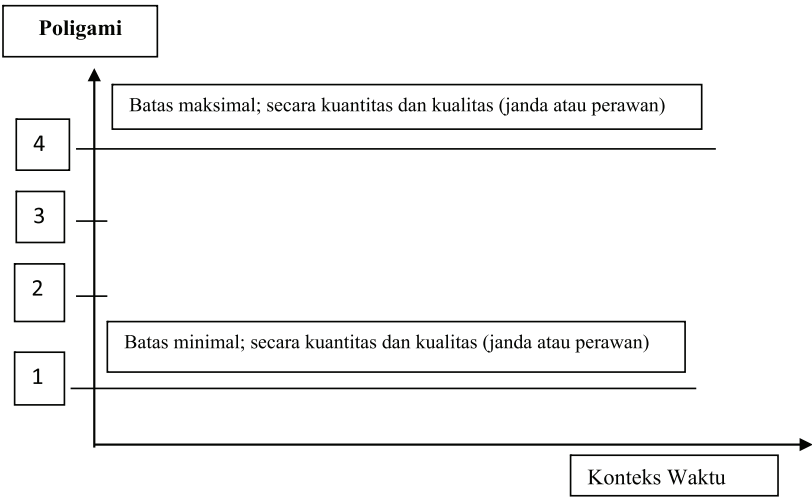 Poligami
Batas maksimal; secara kuantitas dan kualitas (janda atau perawan)
4
3
2
Batas minimal; secara kuantitas dan kualitas (janda atau perawan)
1
Konteks Waktu